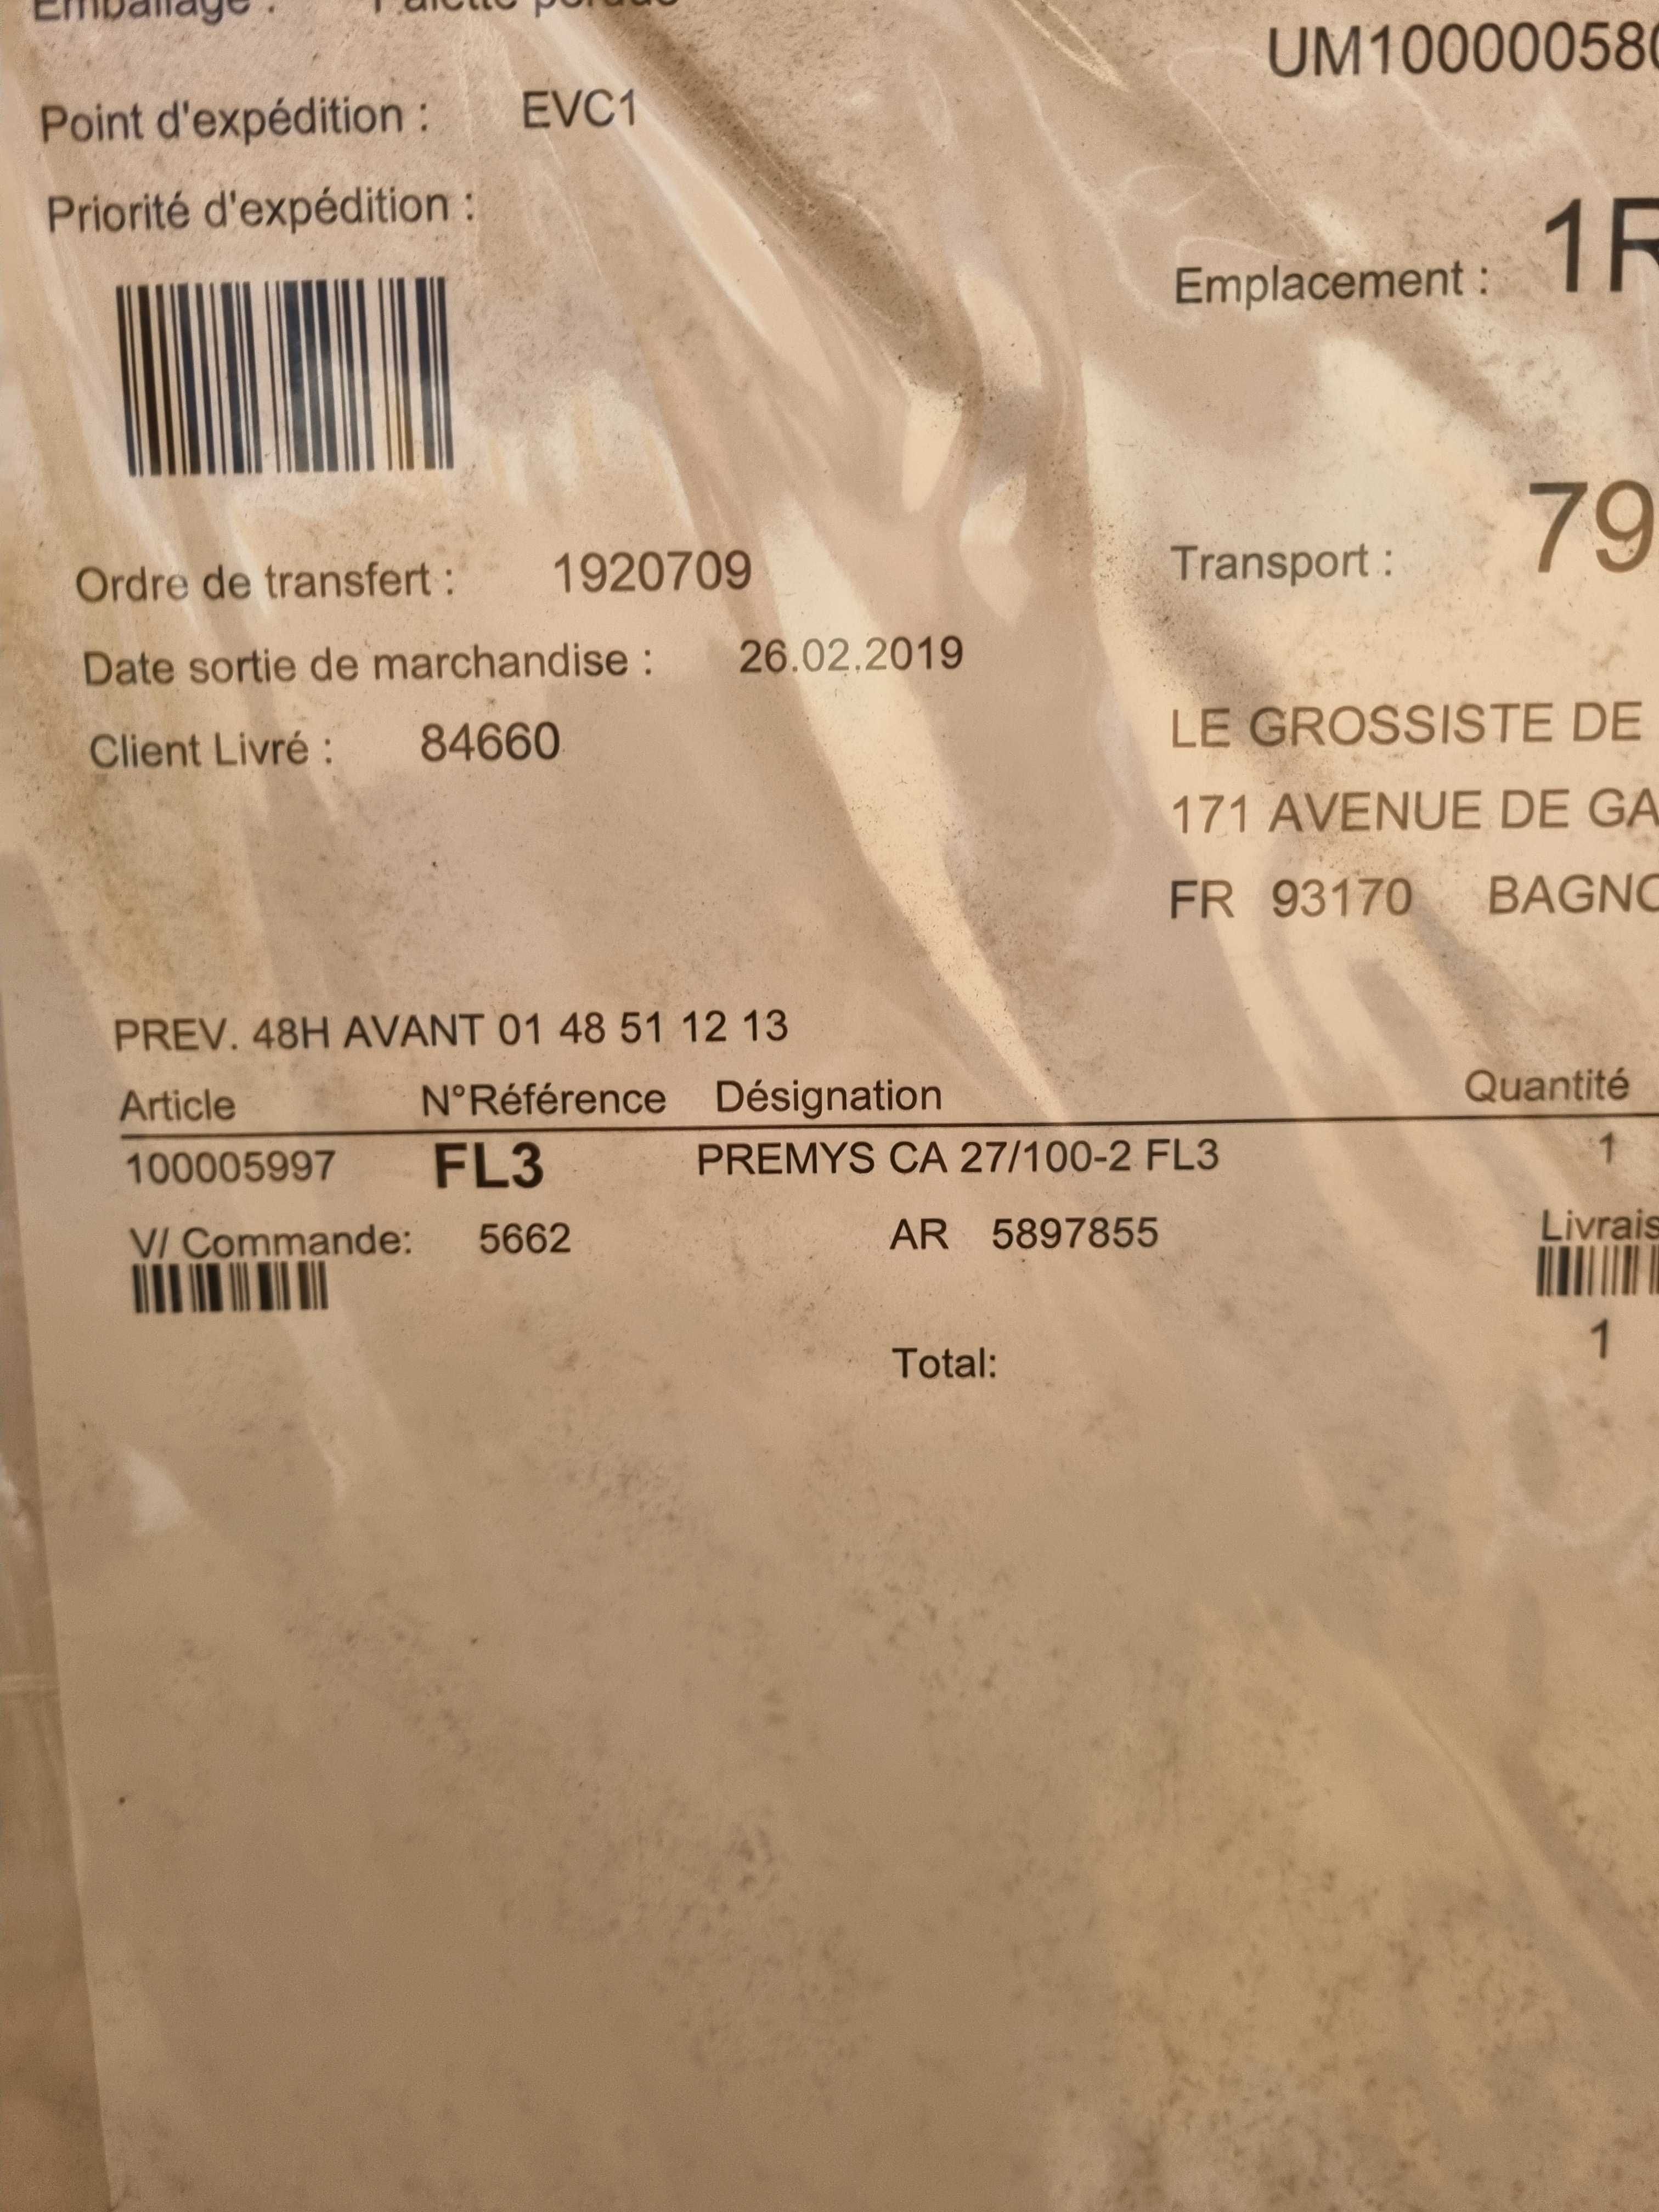 Emballage : Palette perdue
UM10000058
Point d'expédition : EVC1
Priorité d'expédition :
Emplacement : 1R
Ordre de transfert : 1920709
Transport : 79
Date sortie de marchandise : 26.02.2019
Client Livré : 84660
LE GROSSISTE DE
171 AVENUE DE GA
FR 93170 BAGNO
PREV. 48H AVANT 01 48 51 12 13
Article N°Référence Désignation Quantité
100005997 FL3 PREMYS CA 27/100-2 FL3 1
V/ Commande: 5662 AR 5897855 Livrais
Total: 1